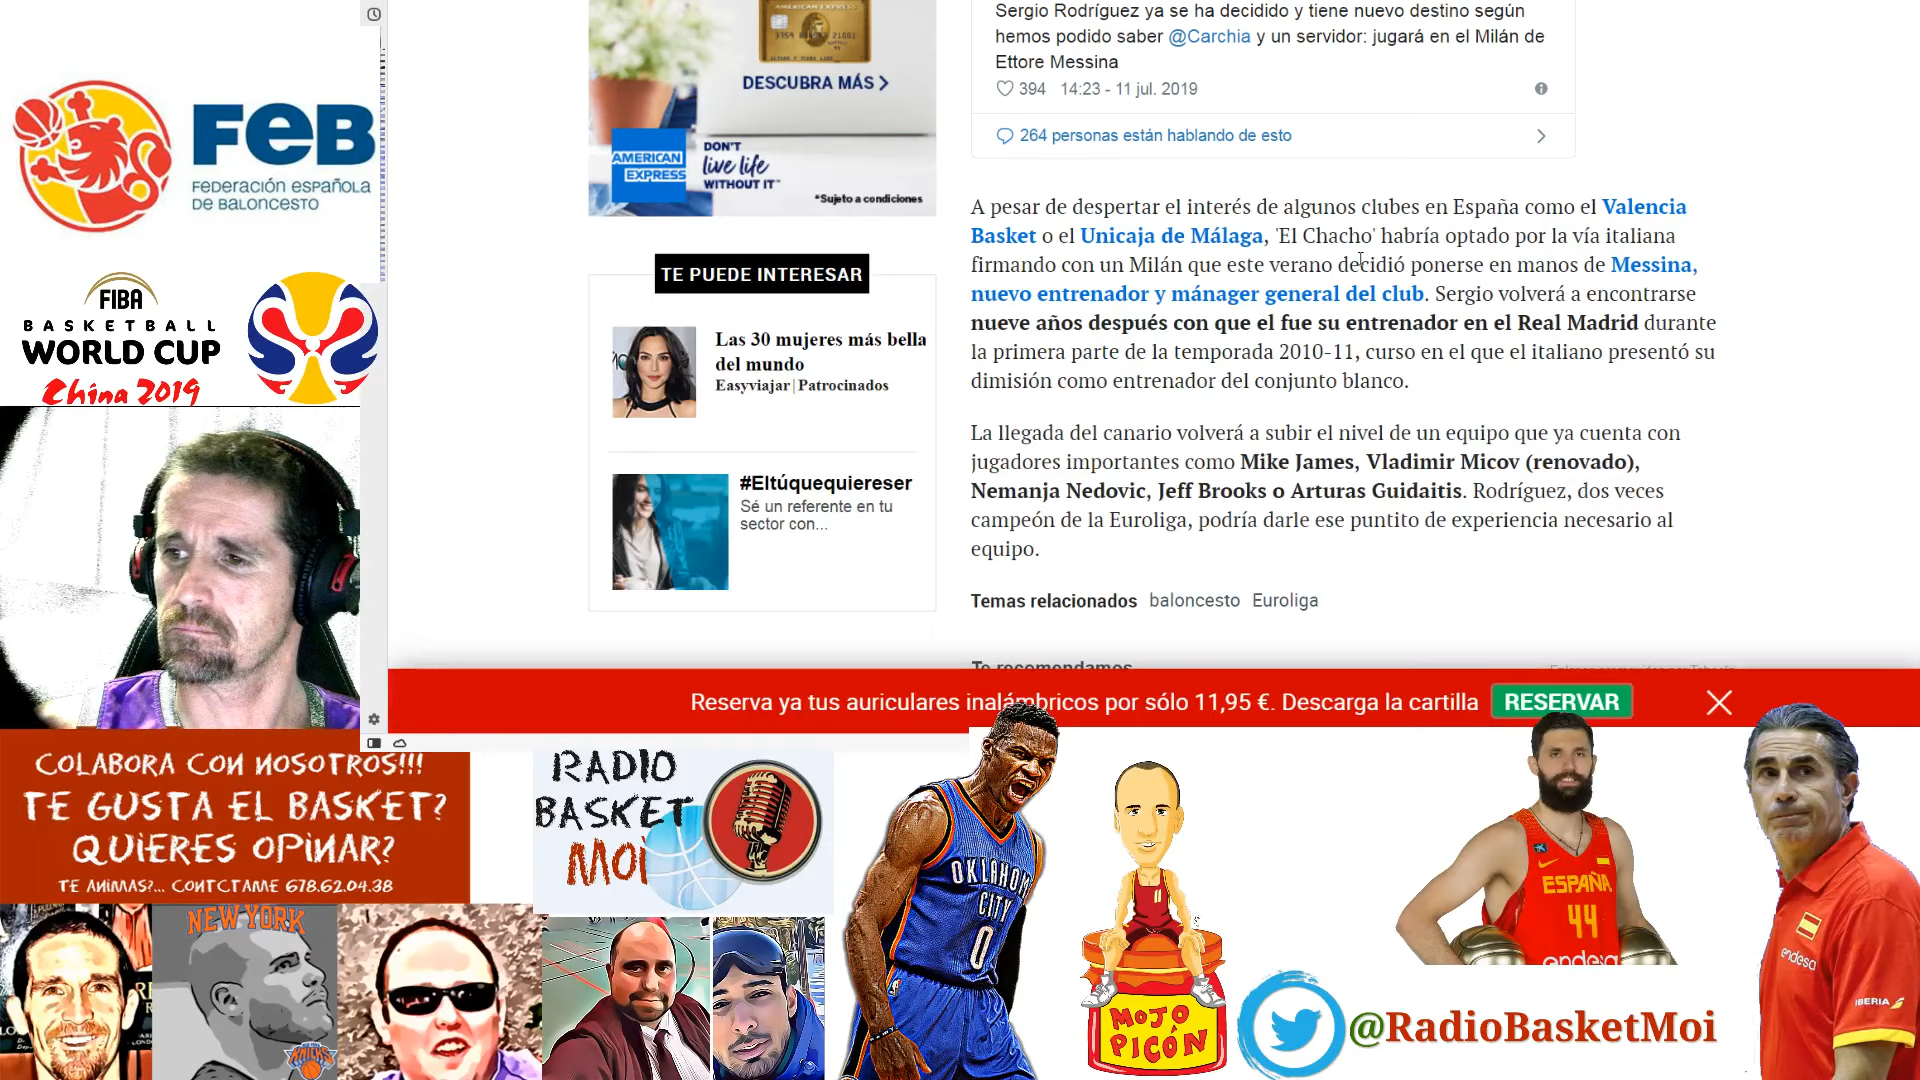 FEB
FEDERACIÓN ESPAÑOLA
DE BALONCESTO
FIBA
BASKETBALL
WORLD CUP
China 2019
AMERICAN EXPRESS
DESCUBRA MÁS >
AMERICAN
EXPRESS
DON'T
live life
WITHOUT IT™
*Sujeto a condiciones
TE PUEDE INTERESAR
Las 30 mujeres más bella
del mundo
Easyviajar | Patrocinados
#Eltúquequiereser
Sé un referente en tu
sector con...
Sergio Rodríguez ya se ha decidido y tiene nuevo destino según
hemos podido saber @Carchia y un servidor: jugará en el Milán de
Ettore Messina
394 14:23 - 11 jul. 2019
264 personas están hablando de esto
A pesar de despertar el interés de algunos clubes en España como el Valencia
Basket o el Unicaja de Málaga, 'El Chacho' habría optado por la vía italiana
firmando con un Milán que este verano decidió ponerse en manos de Messina,
nuevo entrenador y mánager general del club. Sergio volverá a encontrarse
nueve años después con que el fue su entrenador en el Real Madrid durante
la primera parte de la temporada 2010-11, curso en el que el italiano presentó su
dimisión como entrenador del conjunto blanco.
La llegada del canario volverá a subir el nivel de un equipo que ya cuenta con
jugadores importantes como Mike James, Vladimir Micov (renovado),
Nemanja Nedovic, Jeff Brooks o Arturas Guidaitis. Rodríguez, dos veces
campeón de la Euroliga, podría darle ese puntito de experiencia necesario al
equipo.
Temas relacionados baloncesto Euroliga
Te recomendamos
Reserva ya tus auriculares inalámbricos por sólo 11,95 €. Descarga la cartilla RESERVAR
COLABORA CON NOSOTROS!!!
TE GUSTA EL BASKET?
QUIERES OPINAR?
TE ANIMAS?... CONTCTAME 678.62.04.38
RADIO
BASKET
MOI
NEW YORK
KNICKS
OKLAHOM
CITY
0
MOJO
PICÓN
ESPAÑA
44
endesa
endesa
IBERIA
@RadioBasketMoi